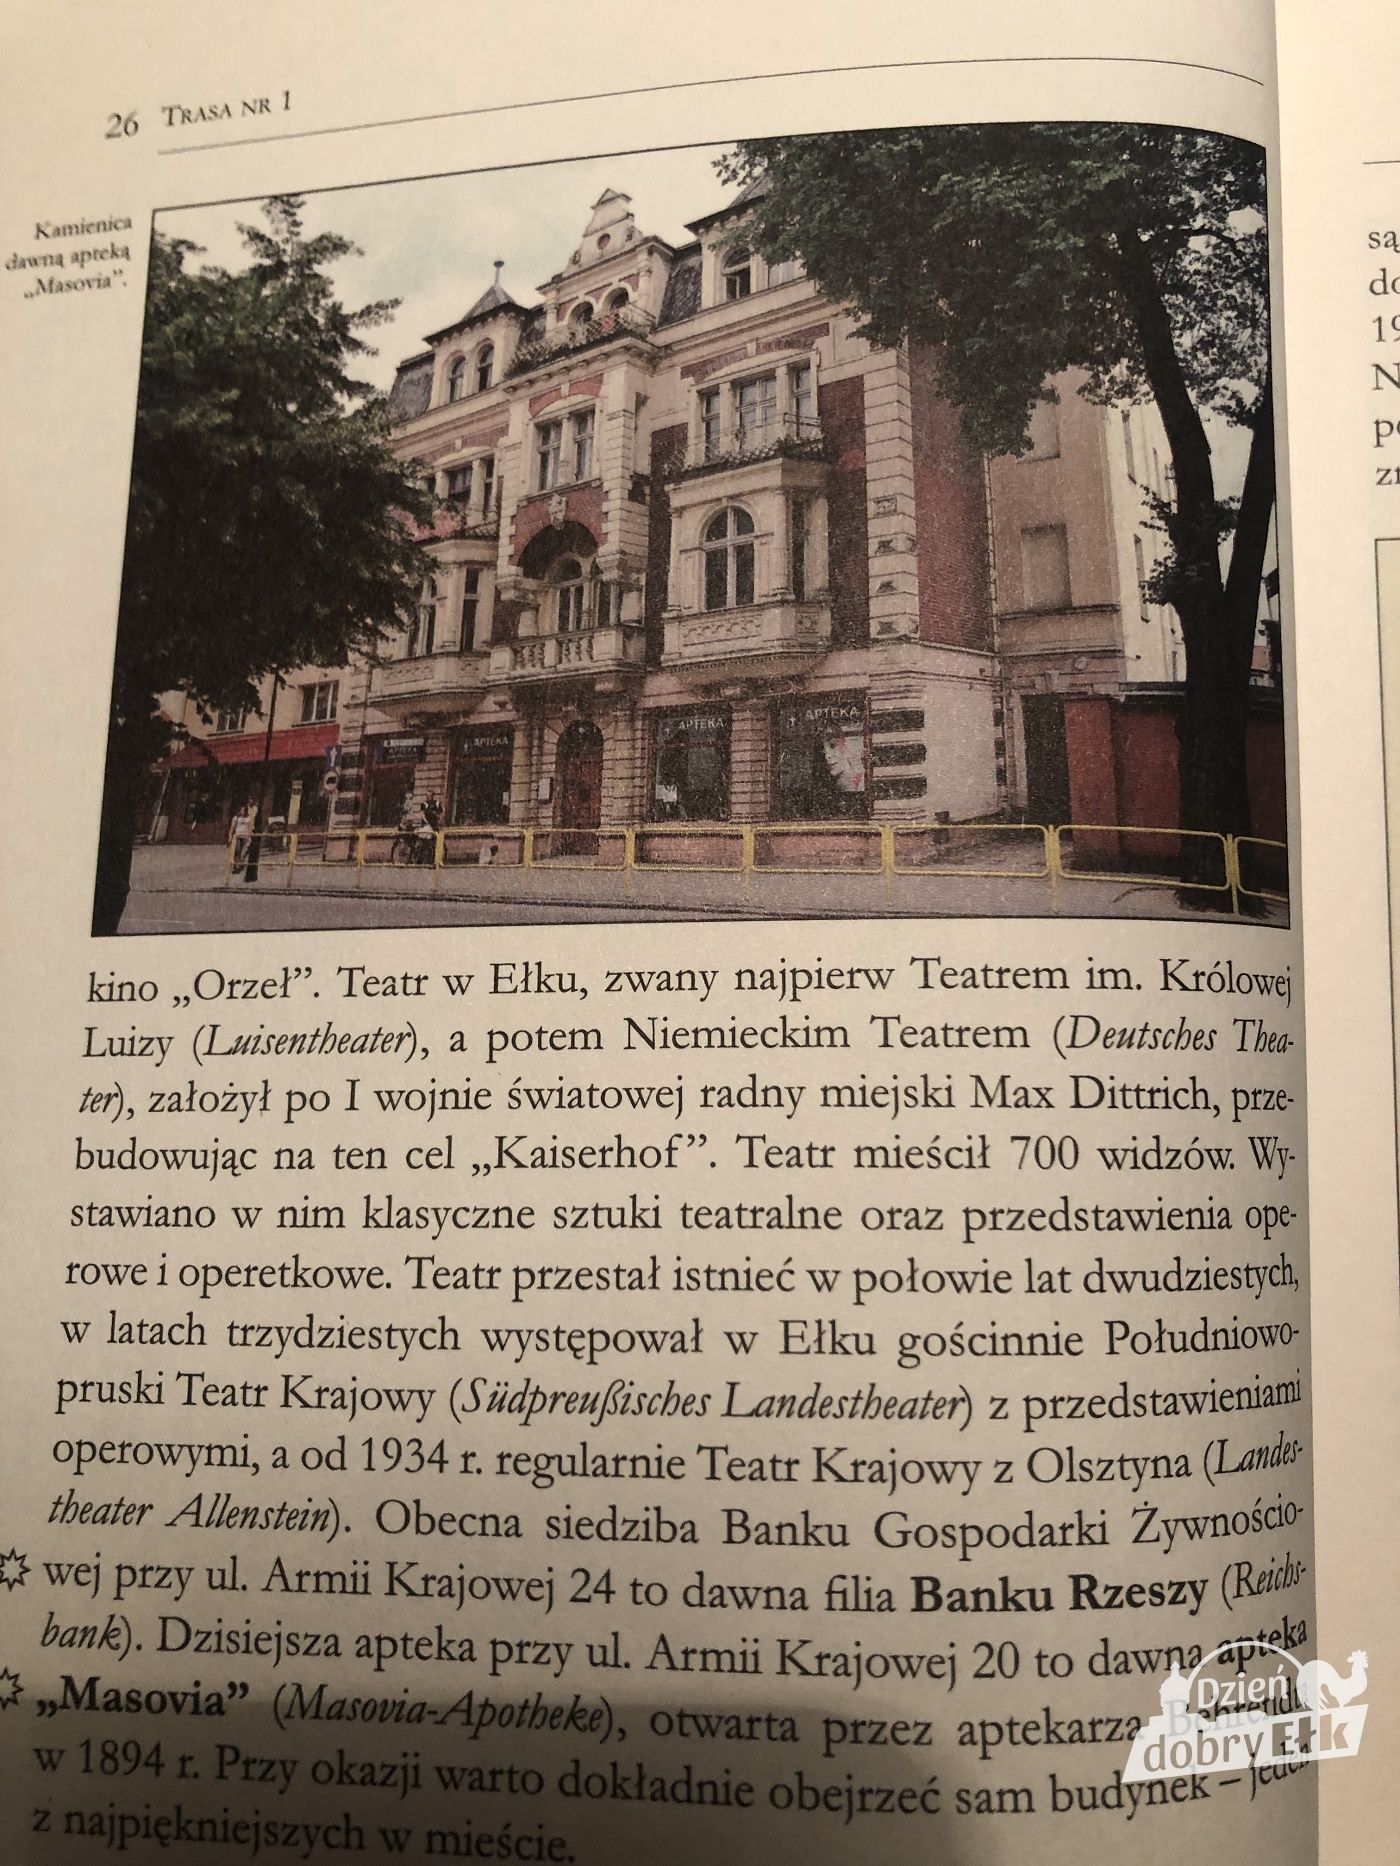 26 TRASA NR 1
Kamienica
dawną apteką
„Masovia”.
APTEKA
APTEKA
APTEKA
APTEKA
kino „Orzeł”. Teatr w Ełku, zwany najpierw Teatrem im. Królowej
Luizy (Luisentheater), a potem Niemieckim Teatrem (Deutsches Thea-
ter), założył po I wojnie światowej radny miejski Max Dittrich, prze-
budowując na ten cel „Kaiserhof”. Teatr mieścił 700 widzów. Wy-
stawiano w nim klasyczne sztuki teatralne oraz przedstawienia ope-
rowe i operetkowe. Teatr przestał istnieć w połowie lat dwudziestych,
w latach trzydziestych występował w Ełku gościnnie Południowo-
pruski Teatr Krajowy (Südpreußisches Landestheater) z przedstawieniami
operowymi, a od 1934 r. regularnie Teatr Krajowy z Olsztyna (Landes-
theater Allenstein). Obecna siedziba Banku Gospodarki Żywnościo-
wej przy ul. Armii Krajowej 24 to dawna filia Banku Rzeszy (Reichs-
bank). Dzisiejsza apteka przy ul. Armii Krajowej 20 to dawna apteka
„Masovia” (Masovia-Apotheke), otwarta przez aptekarza
w 1894 r. Przy okazji warto dokładnie obejrzeć sam budynek – jeden
z najpiękniejszych w mieście.
są
do
19
N
po
Dzień
dobry Ełk